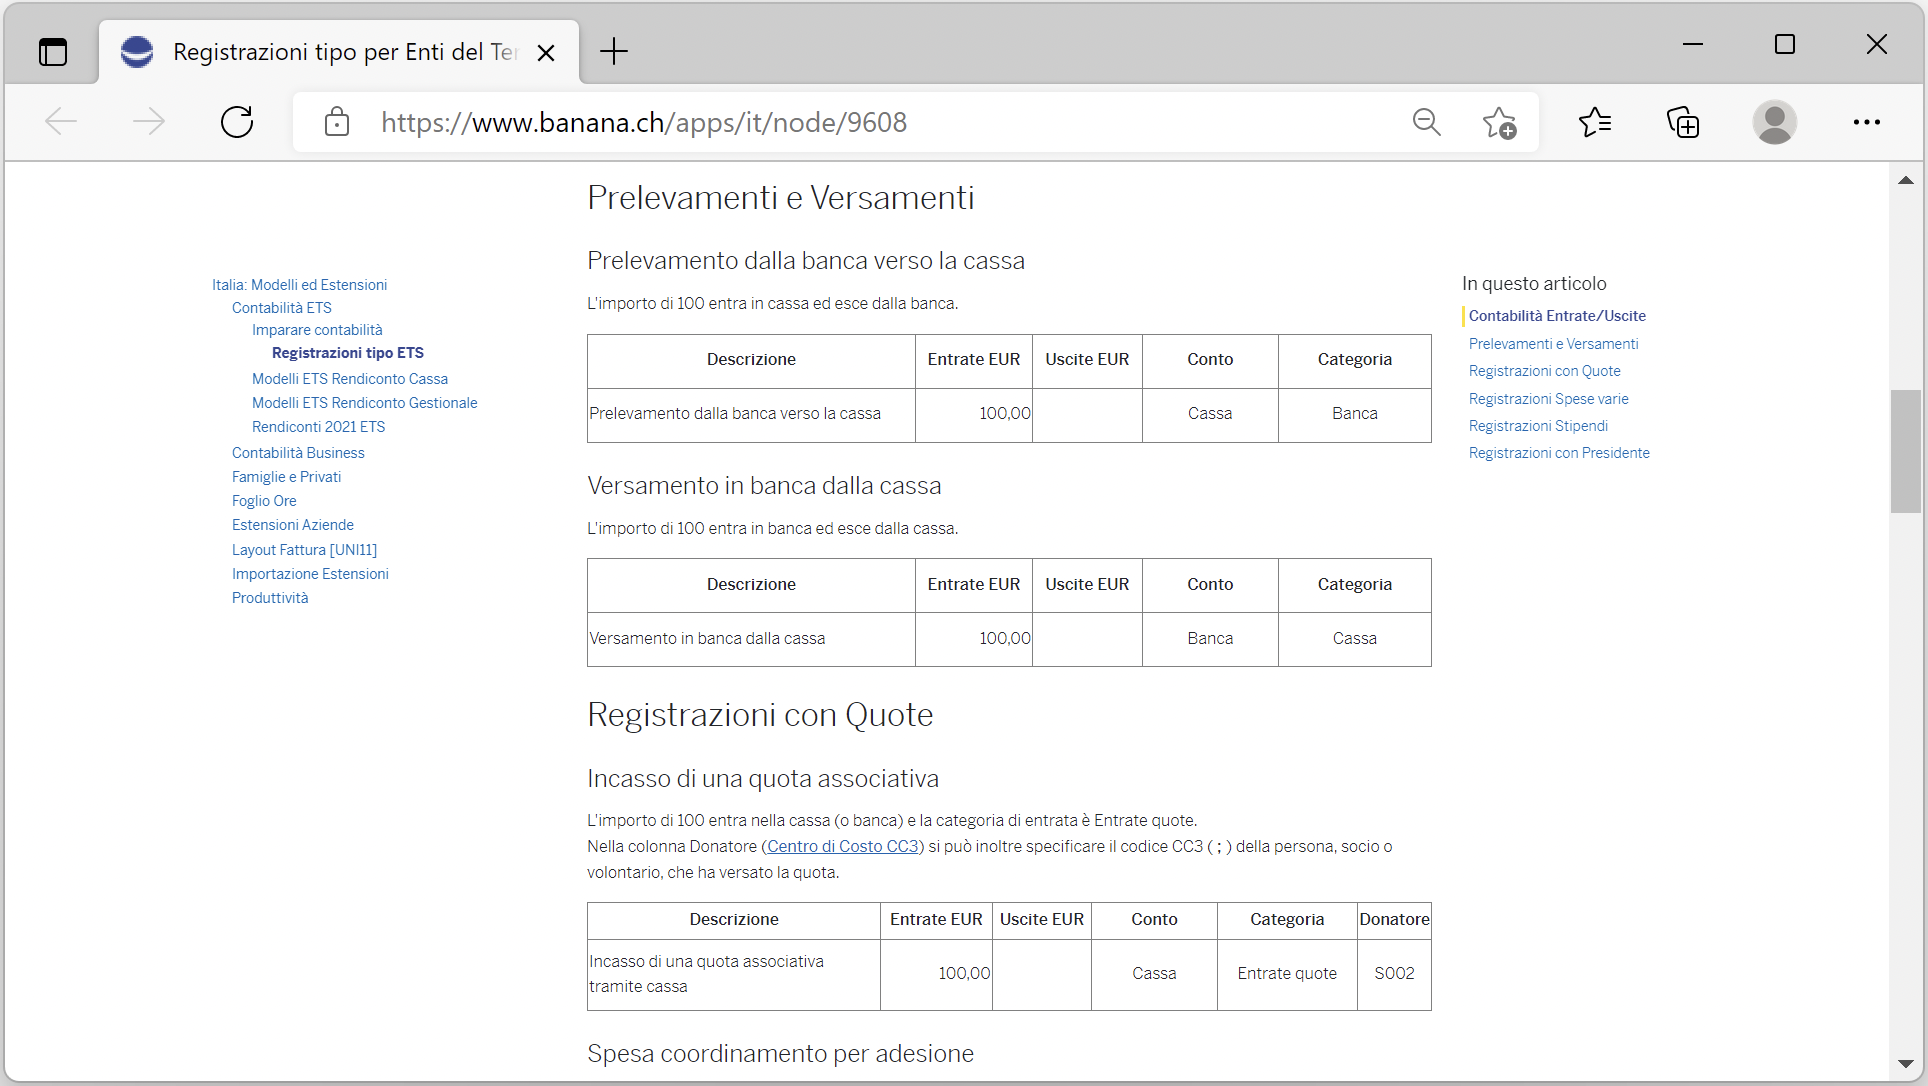 Registrazioni tipo per Enti del Ter
https://www.banana.ch/apps/it/node/9608
Italia: Modelli ed Estensioni
Contabilità ETS
Imparare contabilità
Registrazioni tipo ETS
Modelli ETS Rendiconto Cassa
Modelli ETS Rendiconto Gestionale
Rendiconti 2021 ETS
Contabilità Business
Famiglie e Privati
Foglio Ore
Estensioni Aziende
Layout Fattura [UNI11]
Importazione Estensioni
Produttività
Prelevamenti e Versamenti
Prelevamento dalla banca verso la cassa
L'importo di 100 entra in cassa ed esce dalla banca.
Descrizione Entrate EUR Uscite EUR Conto Categoria
Prelevamento dalla banca verso la cassa 100,00 Cassa Banca
Versamento in banca dalla cassa
L'importo di 100 entra in banca ed esce dalla cassa.
Descrizione Entrate EUR Uscite EUR Conto Categoria
Versamento in banca dalla cassa 100,00 Banca Cassa
Registrazioni con Quote
Incasso di una quota associativa
L'importo di 100 entra nella cassa (o banca) e la categoria di entrata è Entrate quote.
Nella colonna Donatore (Centro di Costo CC3) si può inoltre specificare il codice CC3 ( ; ) della persona, socio o
volontario, che ha versato la quota.
Descrizione Entrate EUR Uscite EUR Conto Categoria Donatore
Incasso di una quota associativa
tramite cassa 100,00 Cassa Entrate quote S002
Spesa coordinamento per adesione
In questo articolo
Contabilità Entrate/Uscite
Prelevamenti e Versamenti
Registrazioni con Quote
Registrazioni Spese varie
Registrazioni Stipendi
Registrazioni con Presidente